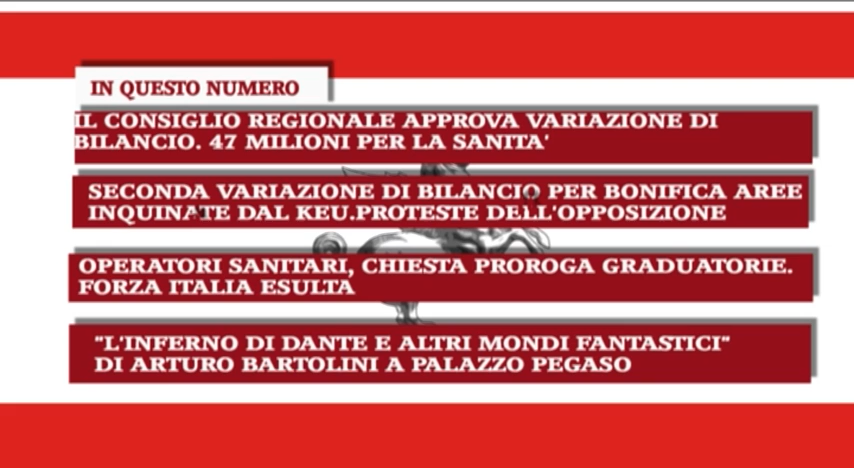 IN QUESTO NUMERO
IL CONSIGLIO REGIONALE APPROVA VARIAZIONE DI
BILANCIO. 47 MILIONI PER LA SANITA'
SECONDA VARIAZIONE DI BILANCIO PER BONIFICA AREE
INQUINATE DAL KEU.PROTESTE DELL'OPPOSIZIONE
OPERATORI SANITARI, CHIESTA PROROGA GRADUATORIE.
FORZA ITALIA ESULTA
"L'INFERNO DI DANTE E ALTRI MONDI FANTASTICI"
DI ARTURO BARTOLINI A PALAZZO PEGASO